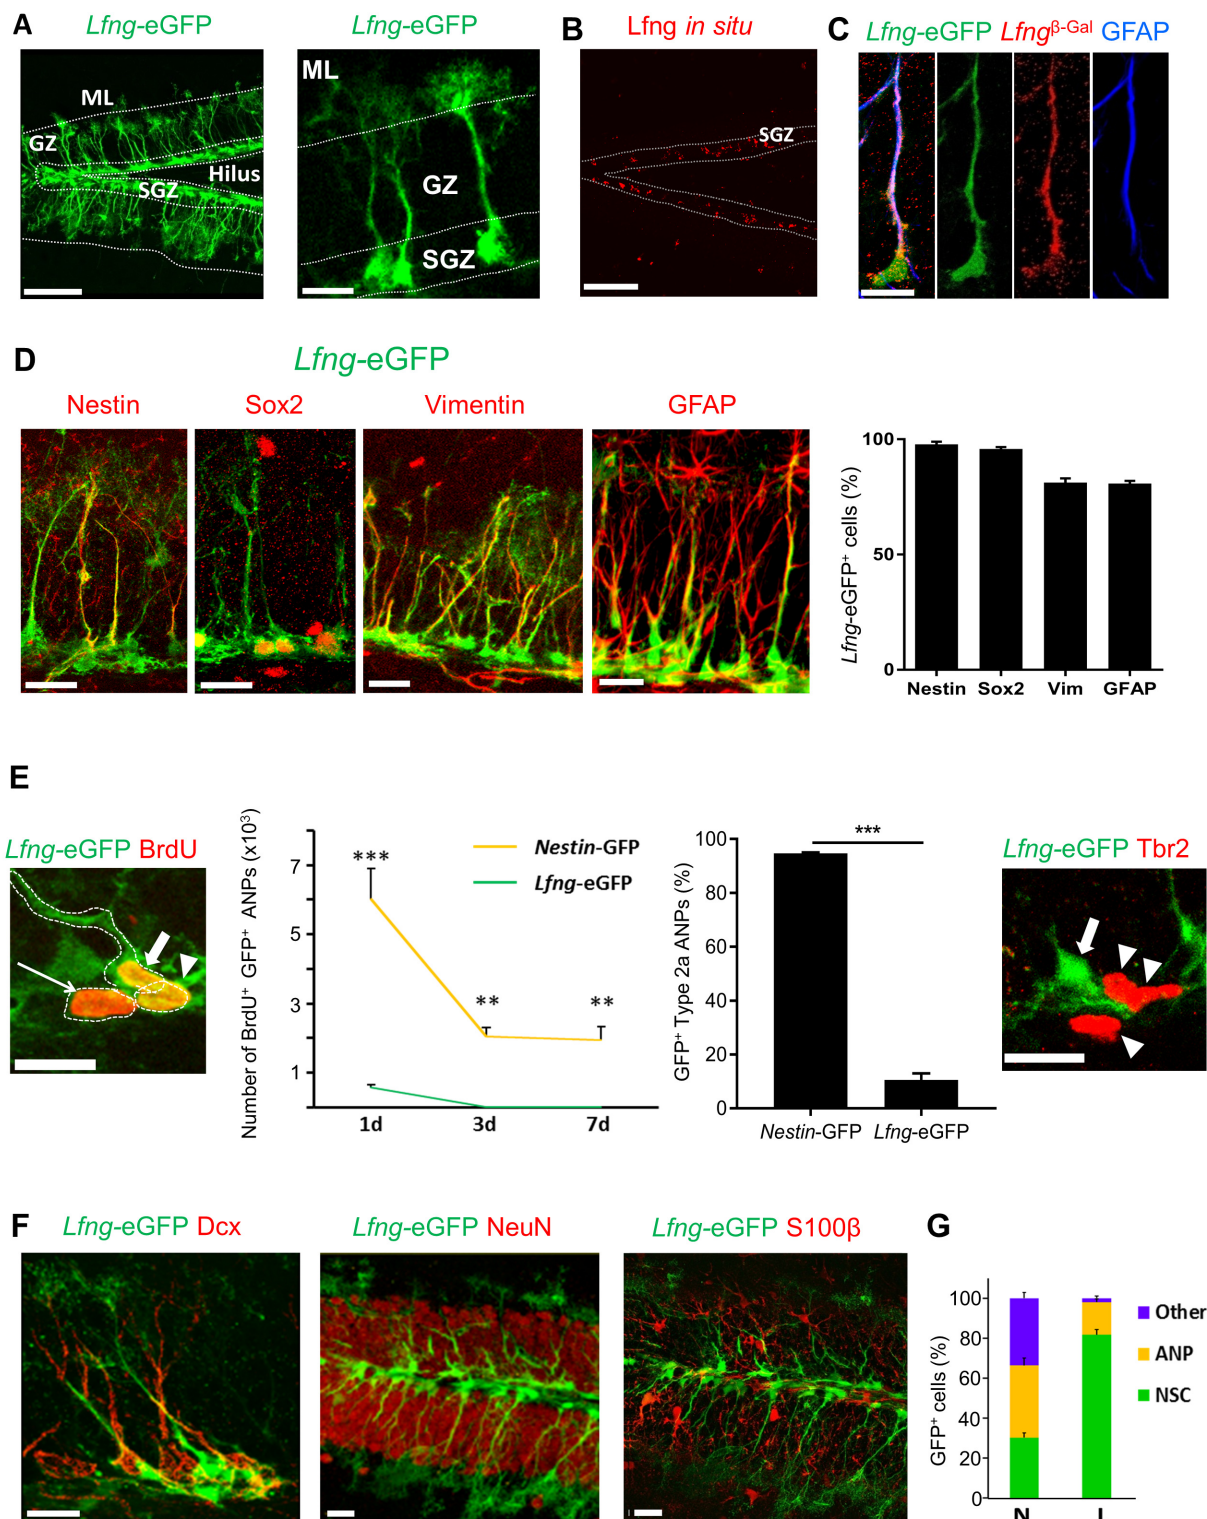 A
Lfng-eGFP
Lfng-eGFP
ML
GZ
SGZ
Hilus
ML
GZ
SGZ
B
Lfng in situ
SGZ
C
Lfng-eGFP Lfngβ-Gal GFAP
D
Lfng-eGFP
Nestin
Sox2
Vimentin
GFAP
Lfng-eGFP+ cells (%)
100
50
0
Nestin Sox2 Vim GFAP
E
Lfng-eGFP BrdU
Number of BrdU+ GFP+ ANPs (x10³)
7
5
3
1
***
**
**
Nestin-GFP
Lfng-eGFP
1d 3d 7d
GFP+ Type 2a ANPs (%)
100
80
60
40
20
0
***
Nestin-GFP Lfng-eGFP
Lfng-eGFP Tbr2
F
Lfng-eGFP Dcx
Lfng-eGFP NeuN
Lfng-eGFP S100β
G
GFP+ cells (%)
100
80
60
40
20
0
Other
ANP
NSC
N